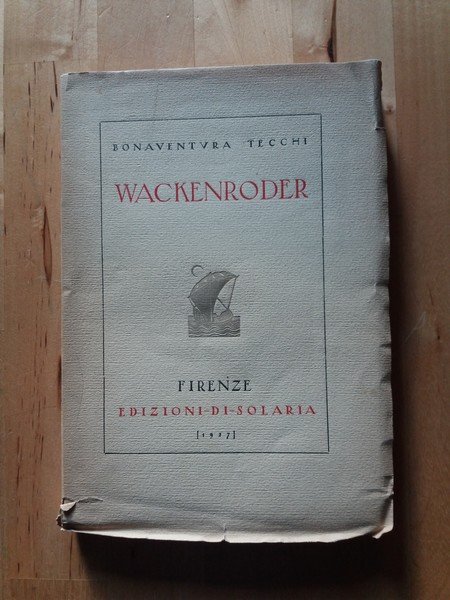 BONAVENTVRA TECCHI
WACKENRODER
FIRENZE
EDIZIONI·DI·SOLARIA
[1927]